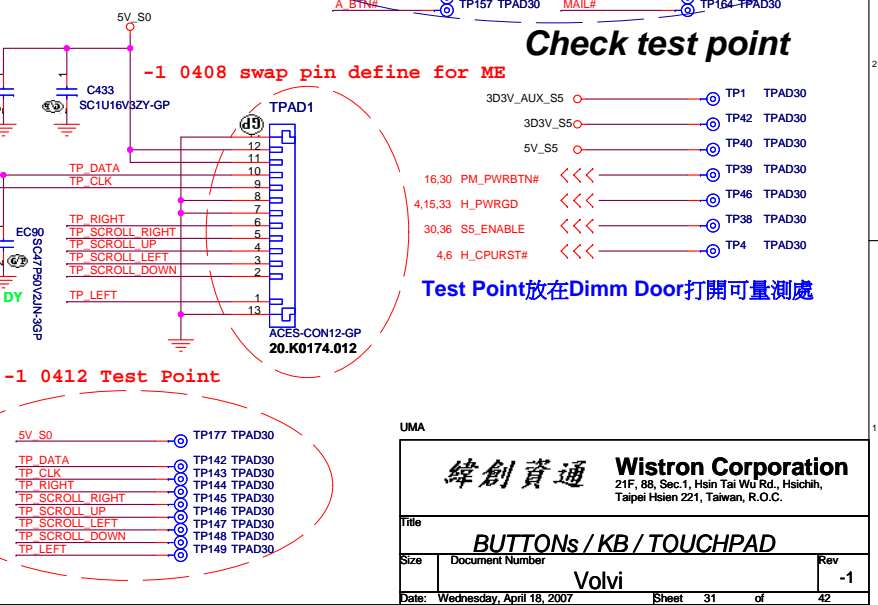 A_BTN# TP157 TPAD30 MAIL# TP164 TPAD30
5V_S0
Check test point
2
-1 0408 swap pin define for ME
C433
SC1U16V3ZY-GP
1
TPAD1
GP
3D3V_AUX_S5 TP1 TPAD30
3D3V_S5 TP42 TPAD30
5V_S5 TP40 TPAD30
16,30 PM_PWRBTN# TP39 TPAD30
4,15,33 H_PWRGD TP46 TPAD30
30,36 S5_ENABLE TP38 TPAD30
4,6 H_CPURST# TP4 TPAD30
12
11
TP_DATA 10
TP_CLK 9
8
7
TP_RIGHT 6
TP_SCROLL_RIGHT 5
TP_SCROLL_UP 4
TP_SCROLL_LEFT 3
TP_SCROLL_DOWN 2
TP_LEFT 1
13
EC90
SC47P50V2JN-3GP
DY
ACES-CON12-GP
20.K0174.012
Test Point放在Dimm Door打開可量測處
-1 0412 Test Point
5V_S0 TP177 TPAD30
TP_DATA TP142 TPAD30
TP_CLK TP143 TPAD30
TP_RIGHT TP144 TPAD30
TP_SCROLL_RIGHT TP145 TPAD30
TP_SCROLL_UP TP146 TPAD30
TP_SCROLL_LEFT TP147 TPAD30
TP_SCROLL_DOWN TP148 TPAD30
TP_LEFT TP149 TPAD30
UMA
1
緯創資通 Wistron Corporation
21F, 88, Sec.1, Hsin Tai Wu Rd., Hsichih,
Taipei Hsien 221, Taiwan, R.O.C.
Title
BUTTONs / KB / TOUCHPAD
Size Document Number Rev
Volvi -1
Date: Wednesday, April 18, 2007 Sheet 31 of 42